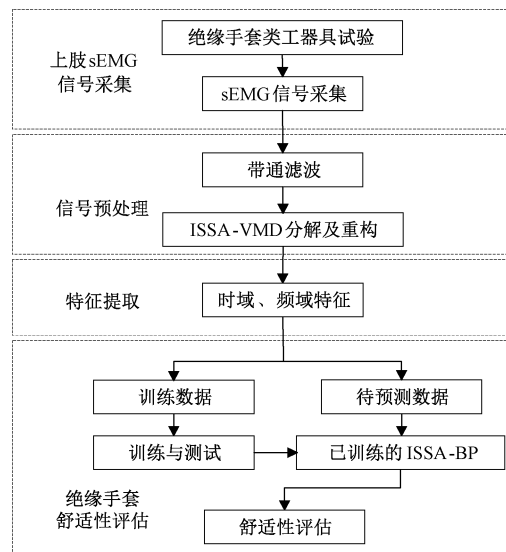 上肢sEMG
信号采集
绝缘手套类工器具试验
sEMG信号采集
信号预处理
带通滤波
ISSA-VMD分解及重构
特征提取
时域、频域特征
训练数据
待预测数据
训练与测试
已训练的ISSA-BP
绝缘手套
舒适性评估
舒适性评估